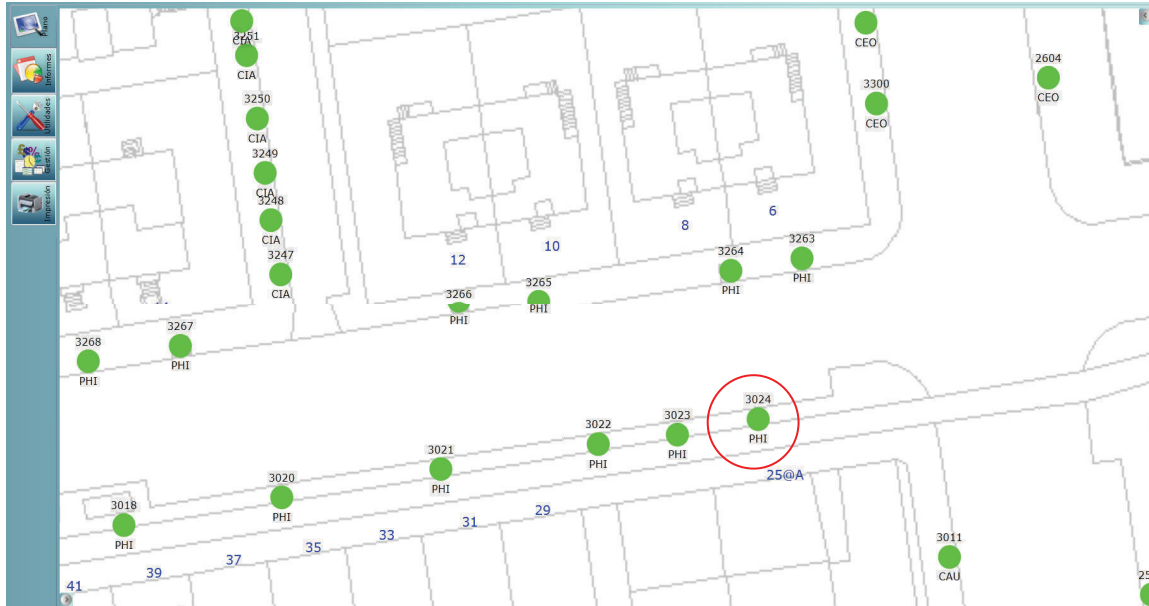 Plano
Informes
Utilidades
Gestión
Impresión
CIA
3251
CIA
3250
CIA
3249
CIA
3248
CIA
3247
CIA
CEO
3300
CEO
2604
CEO
12
10
8
6
3263
PHI
3264
PHI
3265
PHI
3266
PHI
3267
PHI
3268
PHI
3024
PHI
3023
PHI
3022
PHI
3021
PHI
3020
PHI
3018
PHI
25@A
29
31
33
35
37
39
41
3011
CAU